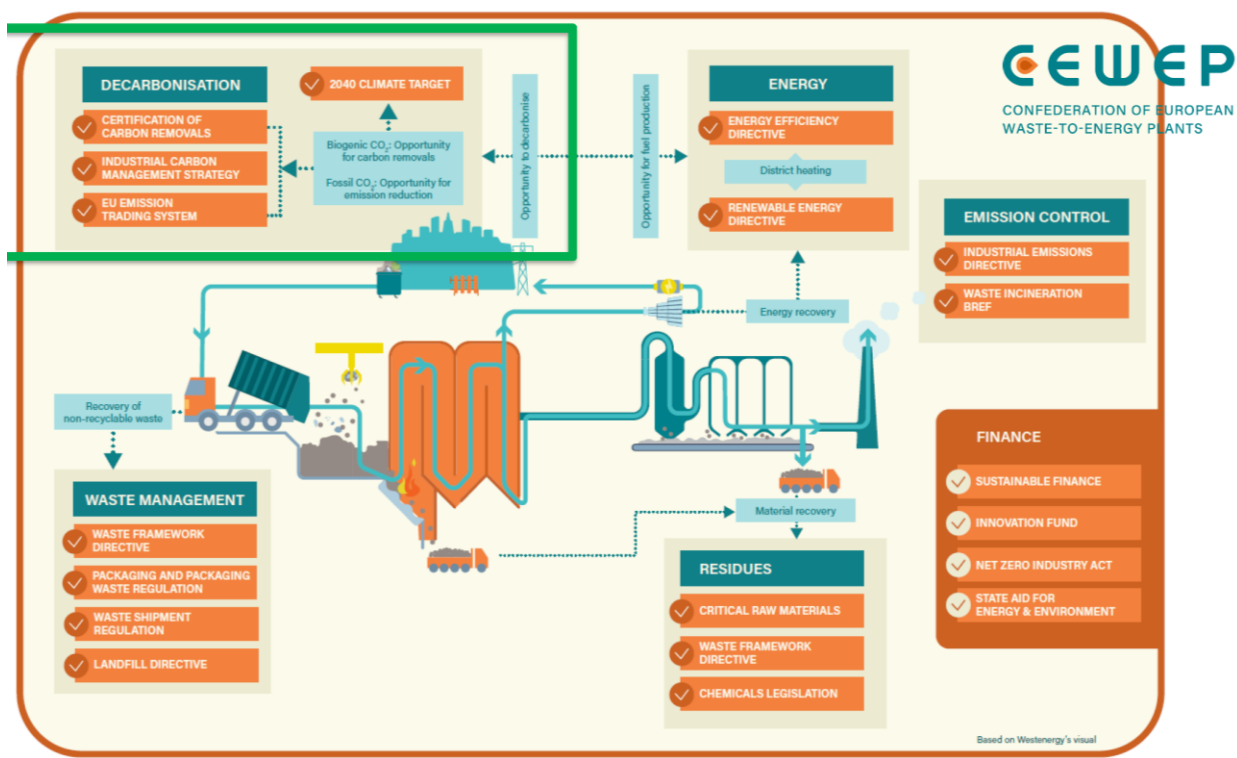 CEWEP
CONFEDERATION OF EUROPEAN
WASTE-TO-ENERGY PLANTS
DECARBONISATION
CERTIFICATION OF
CARBON REMOVALS
INDUSTRIAL CARBON
MANAGEMENT STRATEGY
EU EMISSION
TRADING SYSTEM
2040 CLIMATE TARGET
Biogenic CO₂: Opportunity
for carbon removals
Fossil CO₂: Opportunity for
emission reduction
Opportunity to decarbonise
Opportunity for fuel production
ENERGY
ENERGY EFFICIENCY
DIRECTIVE
District heating
RENEWABLE ENERGY
DIRECTIVE
EMISSION CONTROL
INDUSTRIAL EMISSIONS
DIRECTIVE
WASTE INCINERATION
BREF
Energy recovery
Recovery of
non-recyclable waste
WASTE MANAGEMENT
WASTE FRAMEWORK
DIRECTIVE
PACKAGING AND PACKAGING
WASTE REGULATION
WASTE SHIPMENT
REGULATION
LANDFILL DIRECTIVE
Material recovery
RESIDUES
CRITICAL RAW MATERIALS
WASTE FRAMEWORK
DIRECTIVE
CHEMICALS LEGISLATION
FINANCE
SUSTAINABLE FINANCE
INNOVATION FUND
NET ZERO INDUSTRY ACT
STATE AID FOR
ENERGY & ENVIRONMENT
Based on Westenergy's visual